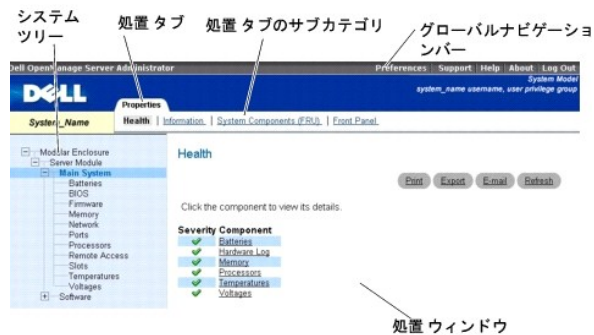 システム
ツリー
処置 タブ
処置 タブのサブカテゴリ
グローバルナビゲーショ
ンバー
Dell OpenManage Server Administrator
Preferences Support Help About Log Out
System Model
system_name username, user privilege group
DELL
Properties
System_Name
Health | Information | System Components (FRU) | Front Panel
Modular Enclosure
Server Module
Main System
Batteries
BIOS
Firmware
Memory
Network
Ports
Processors
Remote Access
Slots
Temperatures
Voltages
Software
Health
Print Export E-mail Refresh
Click the component to view its details.
Severity Component
Batteries
Hardware Log
Memory
Processors
Temperatures
Voltages
処置 ウィンドウ